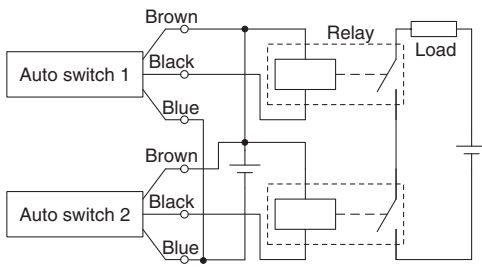 Brown
Relay
Load
Auto switch 1
Black
Blue
Brown
Auto switch 2
Black
Blue